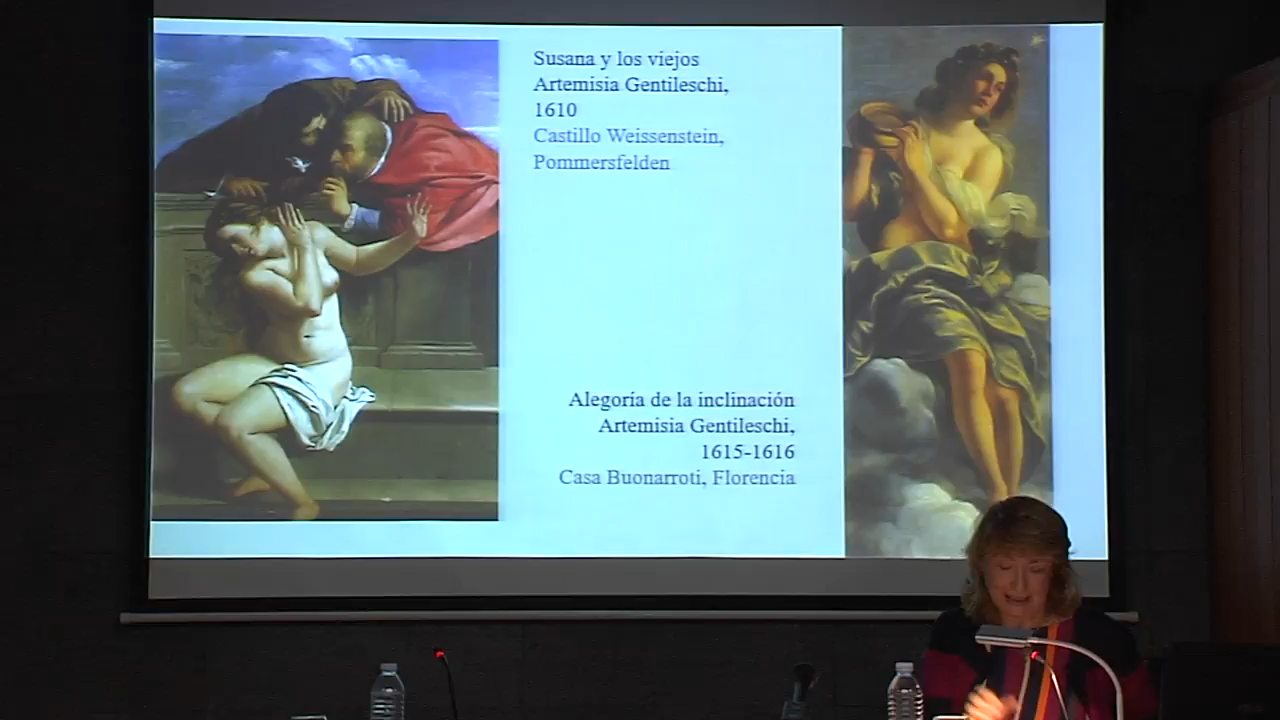 Susana y los viejos
Artemisia Gentileschi,
1610
Castillo Weissenstein,
Pommersfelden
Alegoría de la inclinación
Artemisia Gentileschi,
1615-1616
Casa Buonarroti, Florencia